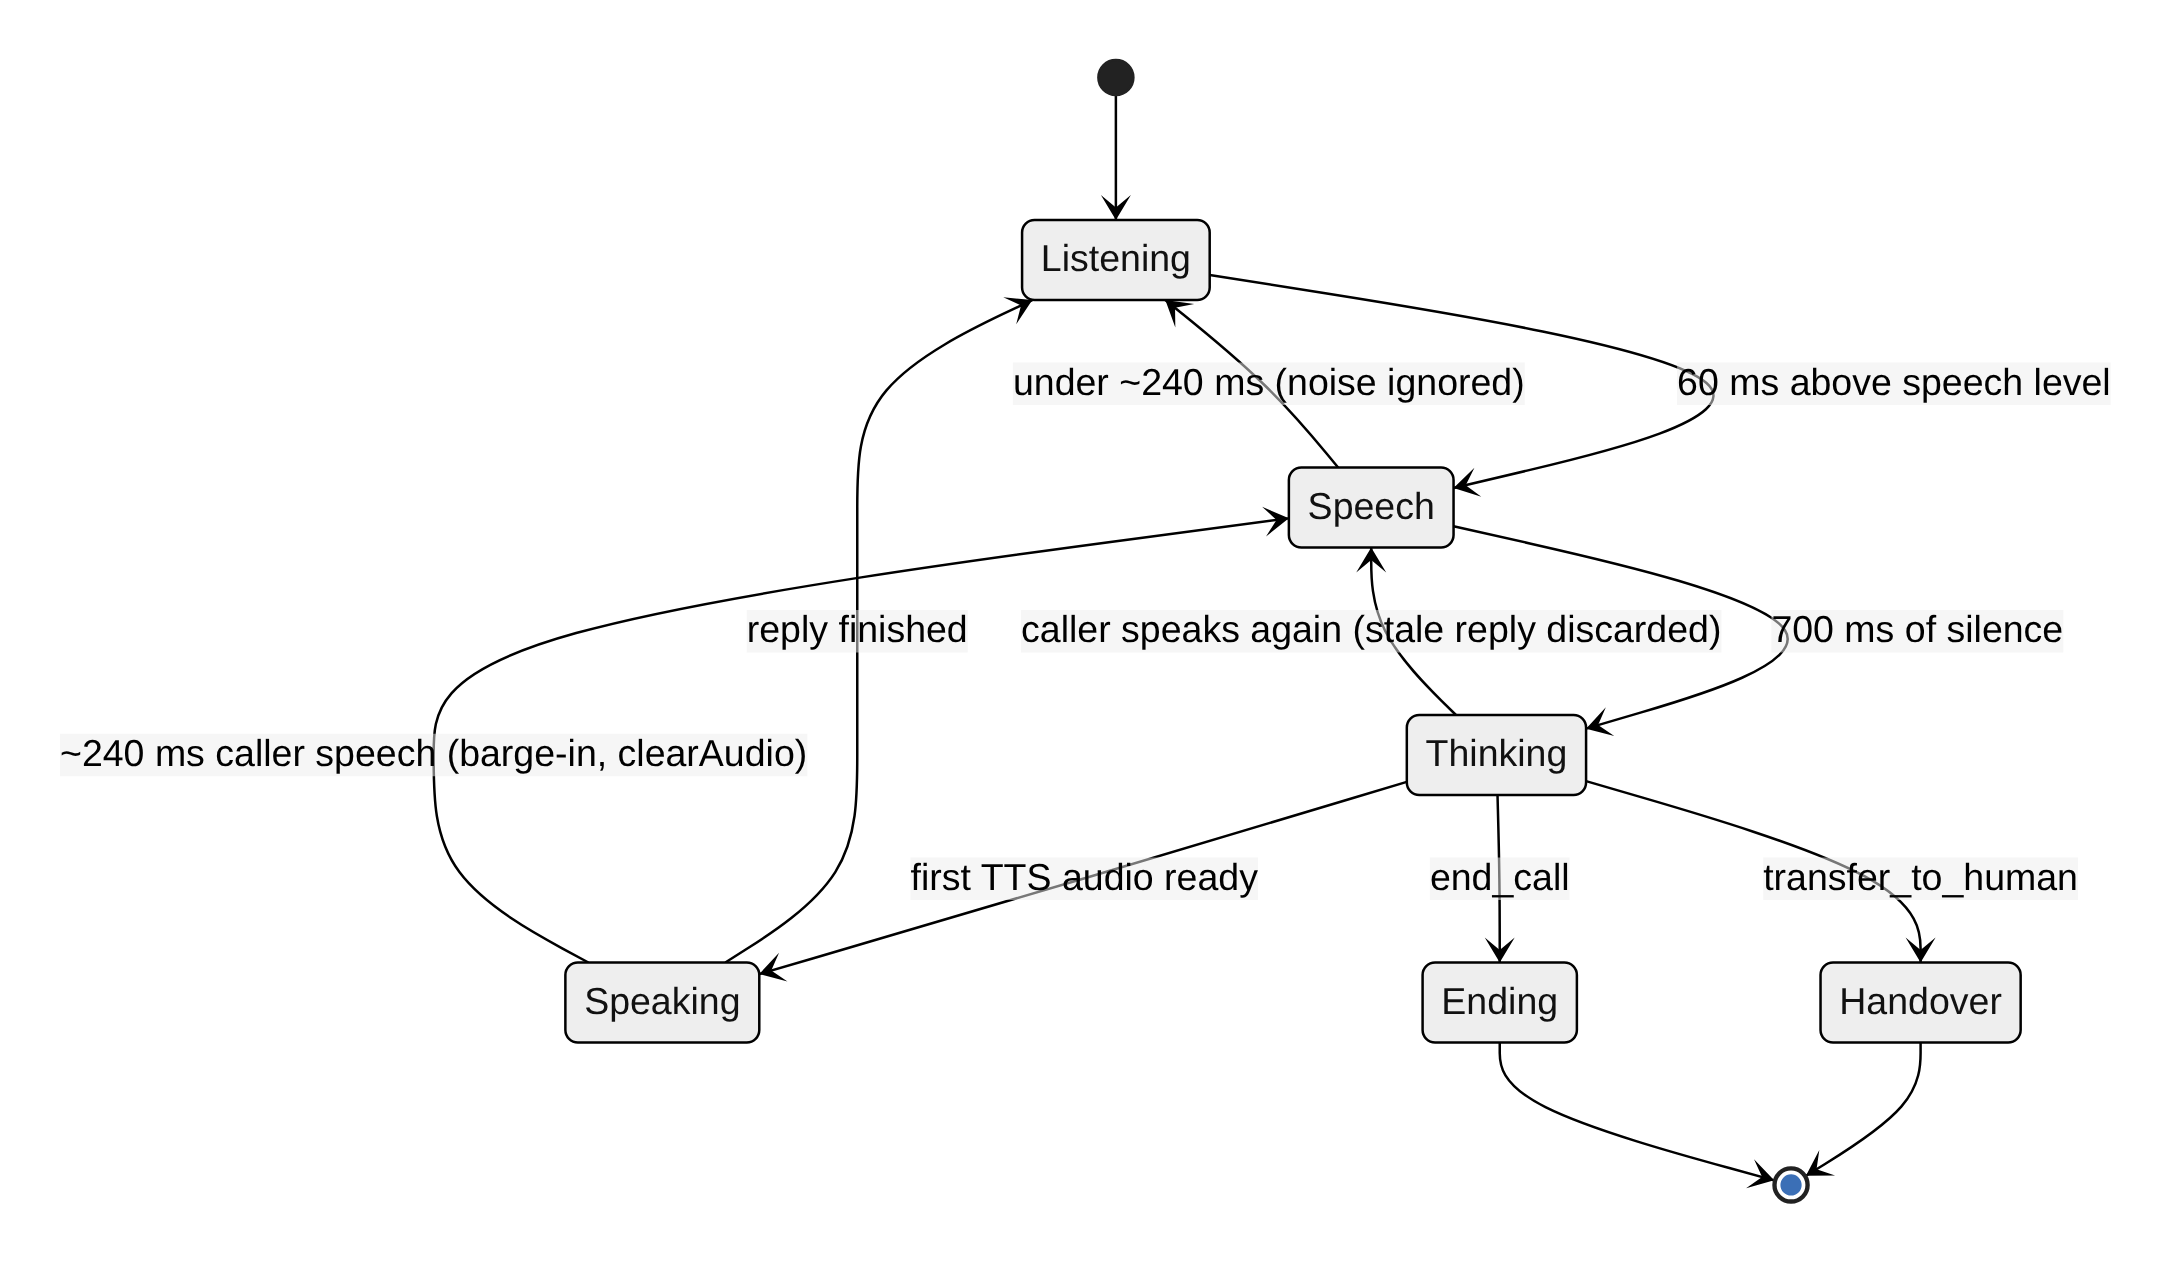 Listening
under ~240 ms (noise ignored)
60 ms above speech level
Speech
reply finished
caller speaks again (stale reply discarded)
700 ms of silence
~240 ms caller speech (barge-in, clearAudio)
Thinking
first TTS audio ready
end_call
transfer_to_human
Speaking
Ending
Handover